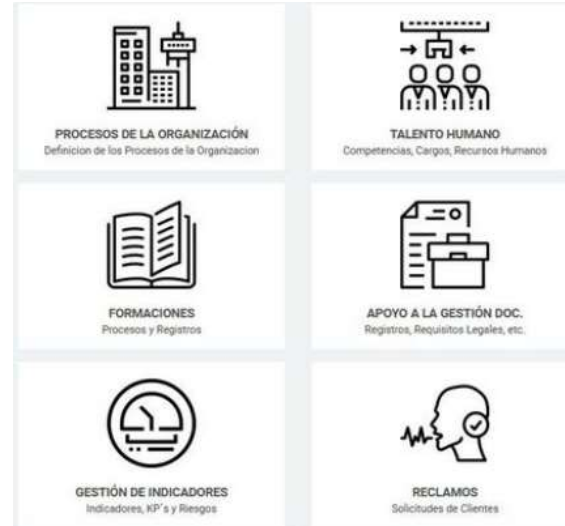 PROCESOS DE LA ORGANIZACIÓN
Definicion de los Procesos de la Organizacion
TALENTO HUMANO
Competencias, Cargos, Recursos Humanos
FORMACIONES
Procesos y Registros
APOYO A LA GESTIÓN DOC.
Registros, Requisitos Legales, etc.
GESTIÓN DE INDICADORES
Indicadores, KP's y Riesgos
RECLAMOS
Solicitudes de Clientes